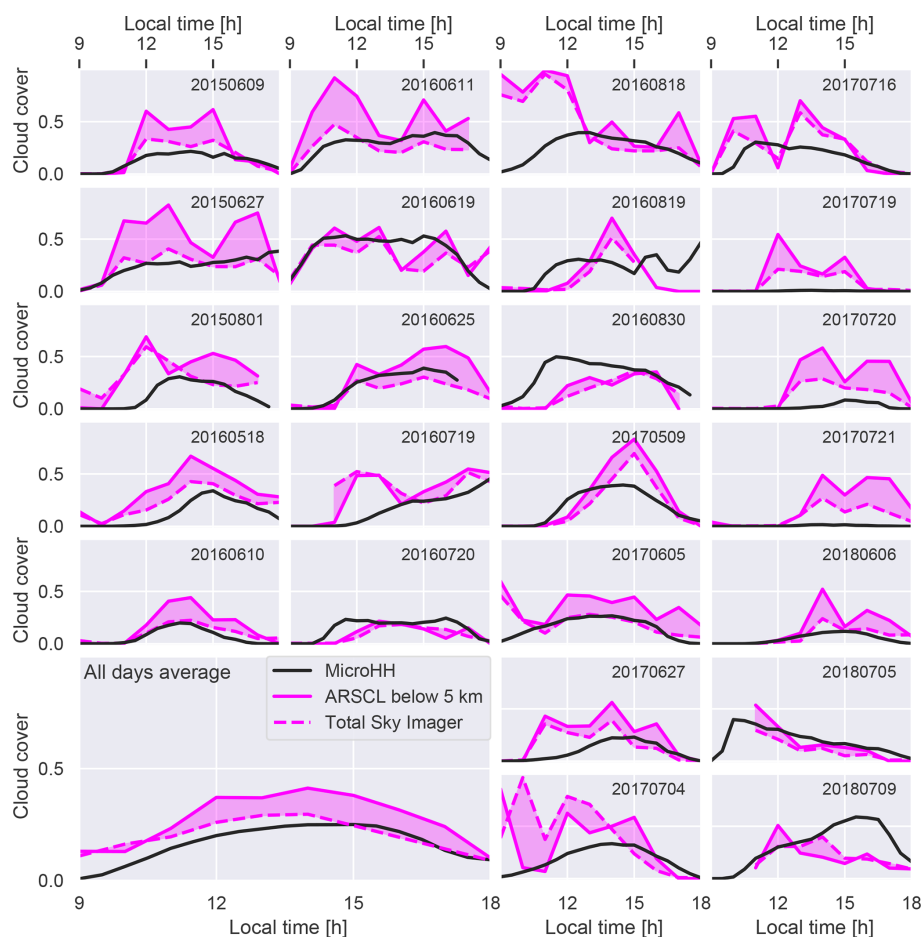 Local time [h] Local time [h] Local time [h] Local time [h]
9 12 15 9 12 15 9 12 15 9 12 15
Cloud cover 0.5 0.0 20150609 20160611 20160818 20170716
Cloud cover 0.5 0.0 20150627 20160619 20160819 20170719
Cloud cover 0.5 0.0 20150801 20160625 20160830 20170720
Cloud cover 0.5 0.0 20160518 20160719 20170509 20170721
Cloud cover 0.5 0.0 20160610 20160720 20170605 20180606
All days average
MicroHH
ARSCL below 5 km
Total Sky Imager
20170627 20180705
Cloud cover 0.5 0.0
20170704 20180709
9 12 15 18 12 15 18 9 12 15 18
Local time [h] Local time [h] Local time [h]